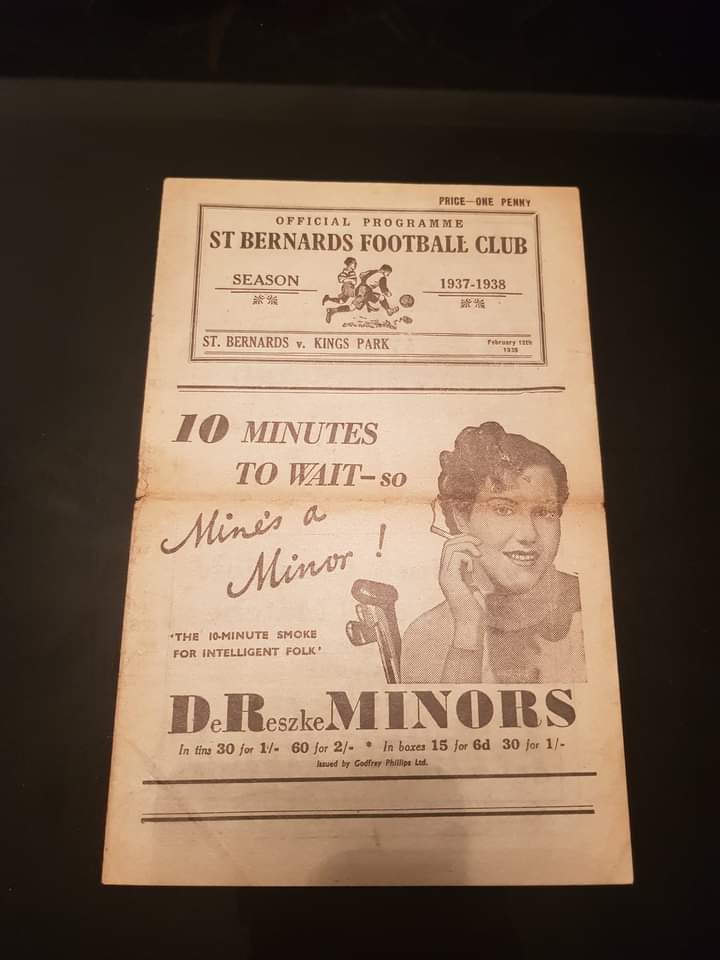 PRICE—ONE PENNY
OFFICIAL PROGRAMME
ST BERNARDS FOOTBALL CLUB
SEASON
1937-1938
ST. BERNARDS v. KINGS PARK
February 12th
1938
10 MINUTES
TO WAIT—so
Mine's a
Minor !
'THE 10-MINUTE SMOKE
FOR INTELLIGENT FOLK'
DeReszkeMINORS
In tins 30 for 1/- 60 for 2/- * In boxes 15 for 6d 30 for 1/-
Issued by Godfrey Phillips Ltd.